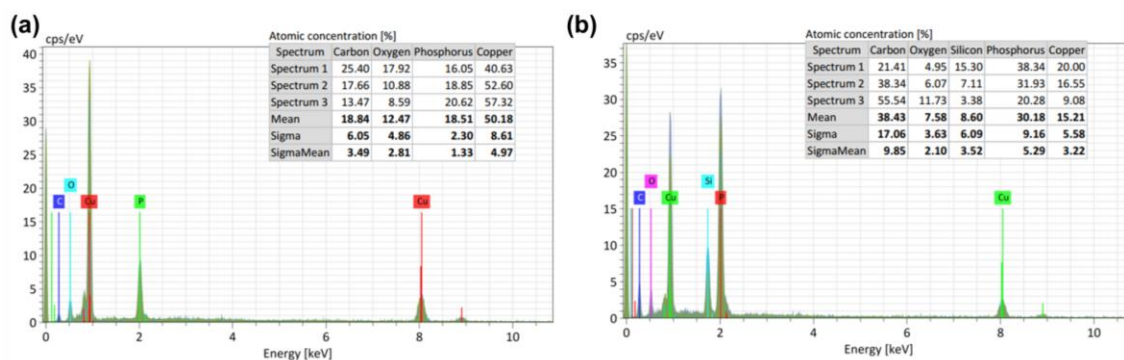 (a)
cps/eV
Atomic concentration [%]
Spectrum Carbon Oxygen Phosphorus Copper
Spectrum 1 25.40 17.92 16.05 40.63
Spectrum 2 17.66 10.88 18.85 52.60
Spectrum 3 13.47 8.59 20.62 57.32
Mean 18.84 12.47 18.51 50.18
Sigma 6.05 4.86 2.30 8.61
SigmaMean 3.49 2.81 1.33 4.97
40
35
30
25
20
15
10
5
0
C O Cu P Cu
0 2 4 6 8 10
Energy [keV]
(b)
cps/eV
Atomic concentration [%]
Spectrum Carbon Oxygen Silicon Phosphorus Copper
Spectrum 1 21.41 4.95 15.30 38.34 20.00
Spectrum 2 38.34 6.07 7.11 31.93 16.55
Spectrum 3 55.54 11.73 3.38 20.28 9.08
Mean 38.43 7.58 8.60 30.18 15.21
Sigma 17.06 3.63 6.09 9.16 5.58
SigmaMean 9.85 2.10 3.52 5.29 3.22
35
30
25
20
15
10
5
0
C O Cu Si P Cu
0 2 4 6 8 10
Energy [keV]